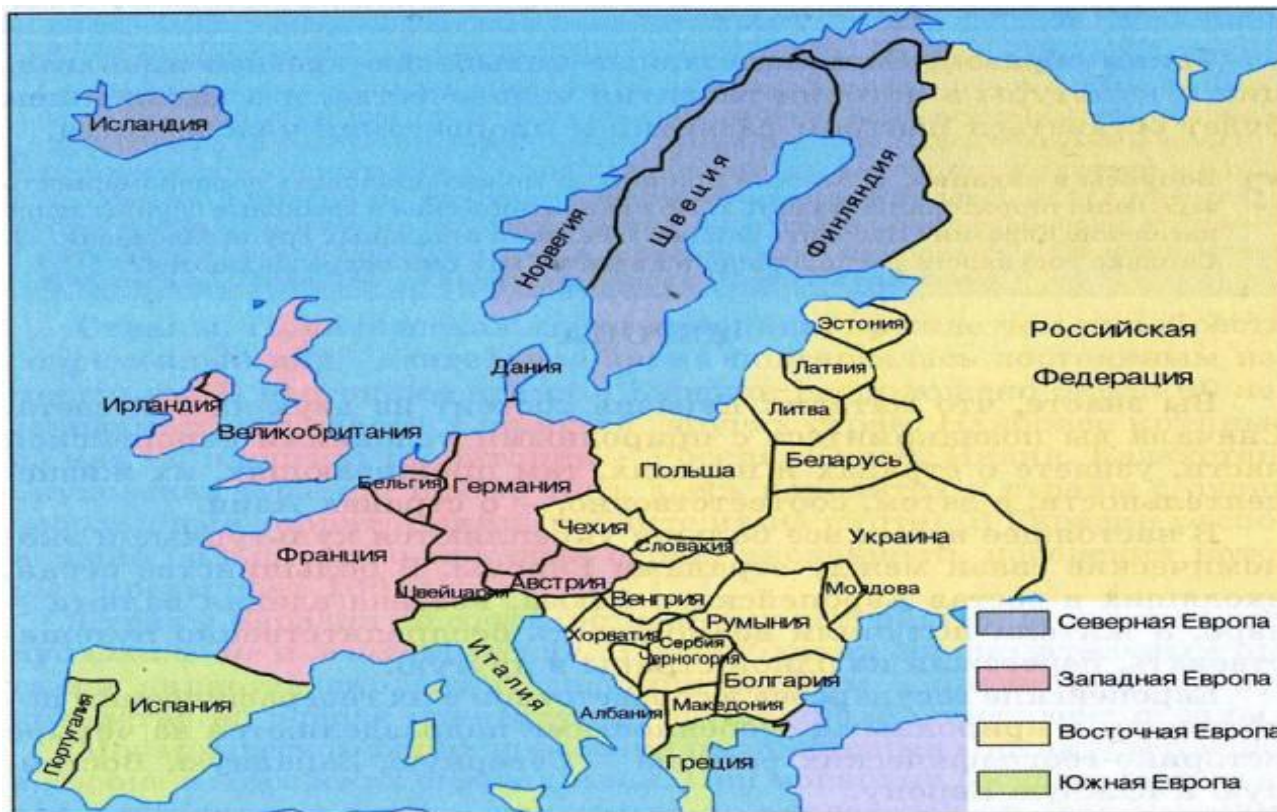 Исландия
Норвегия
Швеция
Финляндия
Эстония
Российская
Федерация
Латвия
Дания
Литва
Ирландия
Великобритания
Беларусь
Польша
Бельгия
Германия
Чехия
Украина
Словакия
Франция
Австрия
Швейцария
Венгрия
Молдова
Румыния
Хорватия
Сербия
Черногория
Италия
Болгария
Испания
Португалия
Албания
Македония
Греция
Северная Европа
Западная Европа
Восточная Европа
Южная Европа